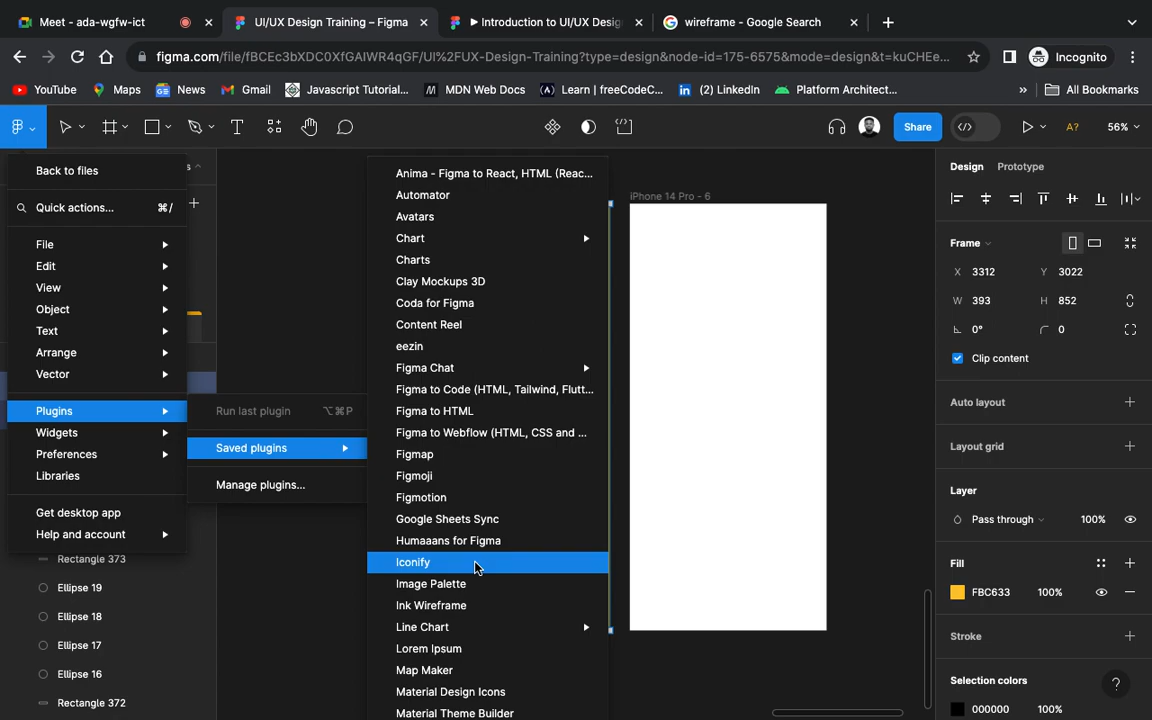 Meet - ada-wgfw-ict
UI/UX Design Training – Figma
▶ Introduction to UI/UX Desig
wireframe - Google Search
figma.com/file/fBCEc3bXDC0XfGAW4qGF/UI%2FUX-Design-Training?type=design&node-id=175-6575&mode=design&t=kuCHEe...
Incognito
YouTube
Maps
News
Gmail
Javascript Tutorial...
MDN Web Docs
Learn | freeCodeC...
(2) LinkedIn
Platform Architect...
»
All Bookmarks
Share
A?
56%
Back to files
Quick actions... ⌘/
File
Edit
View
Object
Text
Arrange
Vector
Plugins
Widgets
Preferences
Libraries
Get desktop app
Help and account
Rectangle 373
Ellipse 19
Ellipse 18
Ellipse 17
Ellipse 16
Rectangle 372
Run last plugin ⌥⌘P
Saved plugins
Manage plugins...
Anima - Figma to React, HTML (Reac...
Automator
Avatars
Chart
Charts
Clay Mockups 3D
Coda for Figma
Content Reel
eezin
Figma Chat
Figma to Code (HTML, Tailwind, Flutt...
Figma to HTML
Figma to Webflow (HTML, CSS and ...
Figmap
Figmoji
Figmotion
Google Sheets Sync
Humaaans for Figma
Iconify
Image Palette
Ink Wireframe
Line Chart
Lorem Ipsum
Map Maker
Material Design Icons
Material Theme Builder
iPhone 14 Pro - 6
Design Prototype
Frame
X 3312 Y 3022
W 393 H 852
0° 0
Clip content
Auto layout
Layout grid
Layer
Pass through 100%
Fill
FBC633 100%
Stroke
Selection colors
000000 100%
?